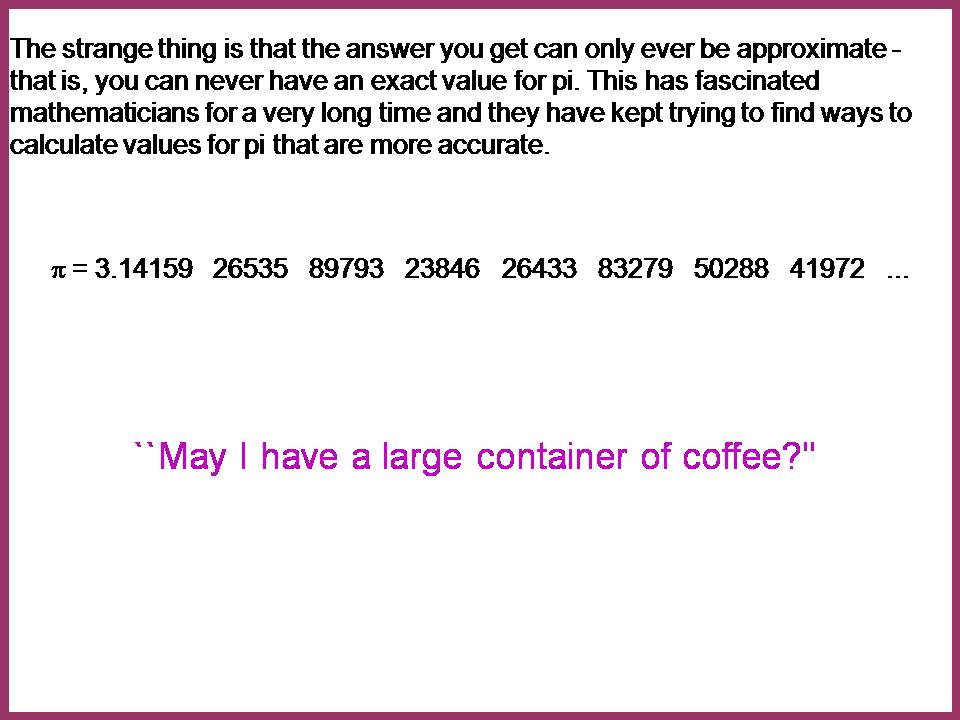 The strange thing is that the answer you get can only ever be approximate -
that is, you can never have an exact value for pi. This has fascinated
mathematicians for a very long time and they have kept trying to find ways to
calculate values for pi that are more accurate.
π = 3.14159 26535 89793 23846 26433 83279 50288 41972 ...
``May I have a large container of coffee?"